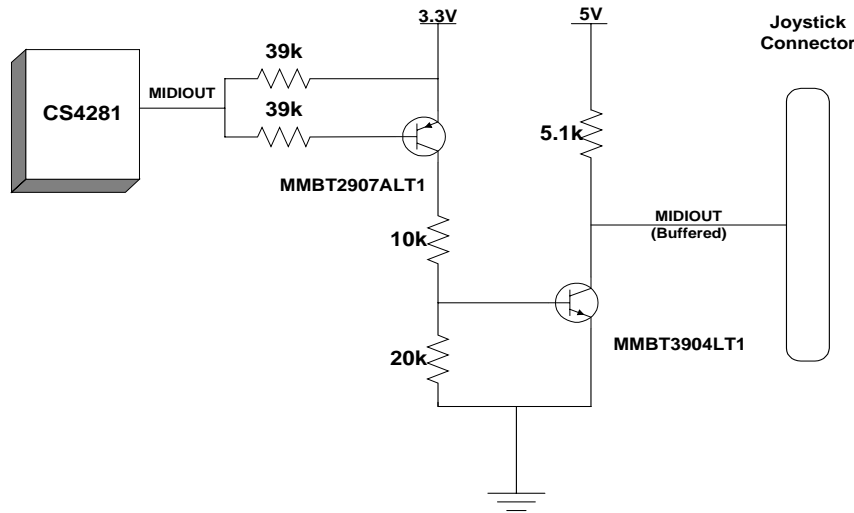 3.3V
5V
Joystick
Connector
39k
CS4281
MIDIOUT
39k
5.1k
MMBT2907ALT1
MIDIOUT
(Buffered)
10k
MMBT3904LT1
20k